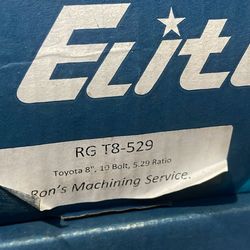 Elit
RG T8-529
Toyota 8", 10 Bolt, 5.29 Ratio
Ron's Machining Service.